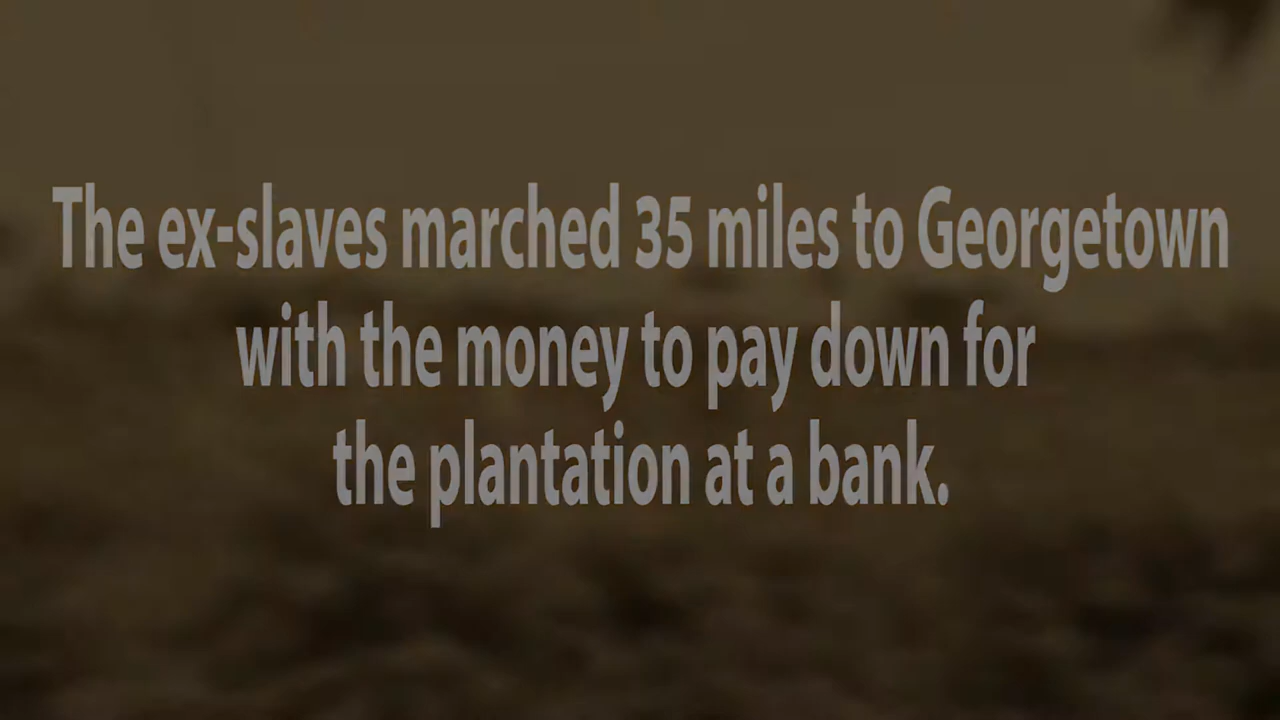 The ex-slaves marched 35 miles to Georgetown
with the money to pay down for
the plantation at a bank.